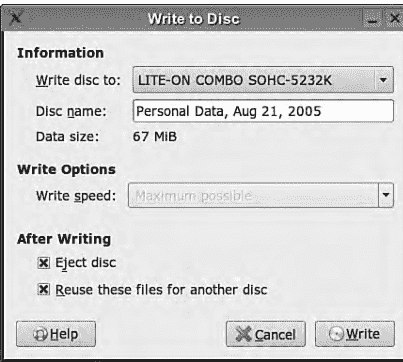 Write to Disc
Information
Write disc to: LITE-ON COMBO SOHC-5232K
Disc name: Personal Data, Aug 21, 2005
Data size: 67 MiB
Write Options
Write speed: Maximum possible
After Writing
Eject disc
Reuse these files for another disc
Help Cancel Write